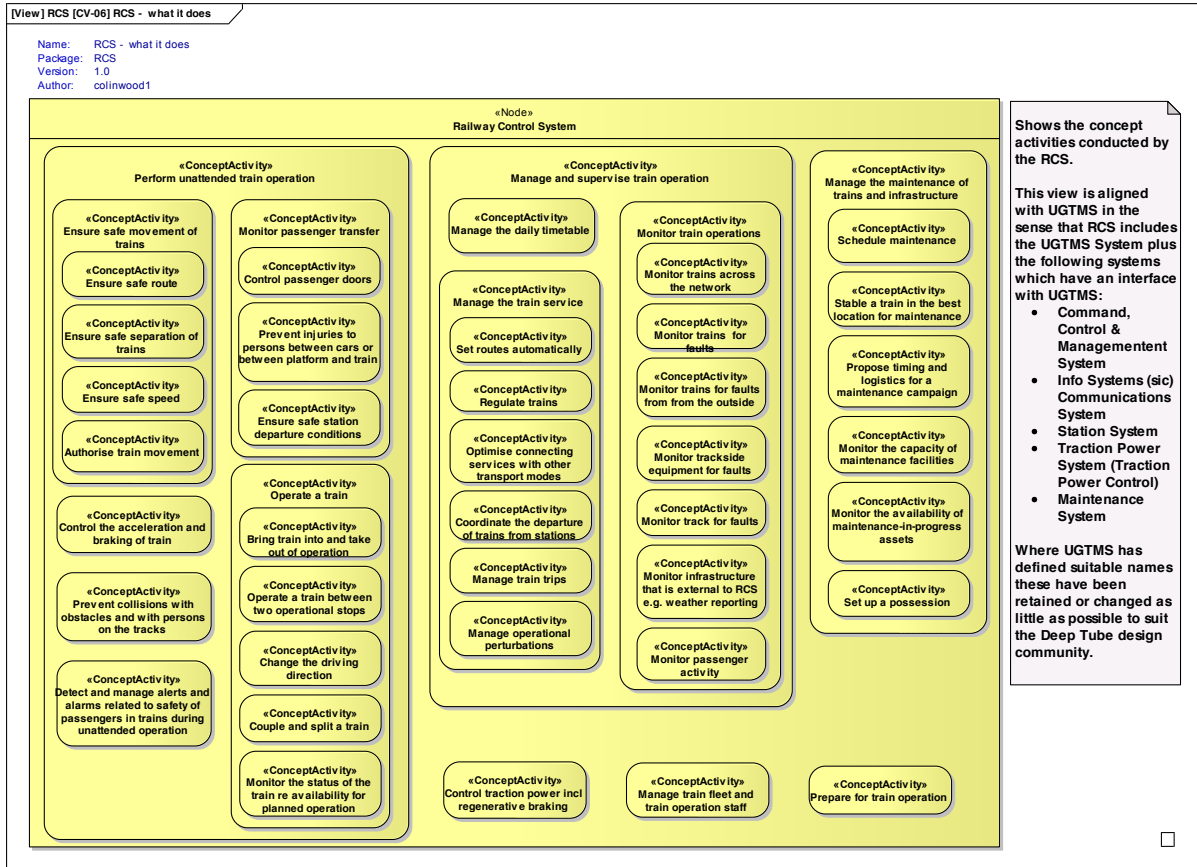 [View] RCS [CV-06] RCS - what it does
Name: RCS - what it does
Package: RCS
Version: 1.0
Author: colinwood1
«Node»
Railway Control System
«ConceptActivity»
Perform unattended train operation
«ConceptActivity»
Ensure safe movement of
trains
«ConceptActivity»
Ensure safe route
«ConceptActivity»
Ensure safe separation of
trains
«ConceptActivity»
Ensure safe speed
«ConceptActivity»
Authorise train movement
«ConceptActivity»
Control the acceleration and
braking of train
«ConceptActivity»
Prevent collisions with
obstacles and with persons
on the tracks
«ConceptActivity»
Detect and manage alerts and
alarms related to safety of
passengers in trains during
unattended operation
«ConceptActivity»
Monitor passenger transfer
«ConceptActivity»
Control passenger doors
«ConceptActivity»
Prevent injuries to
persons between cars or
between platform and train
«ConceptActivity»
Ensure safe station
departure conditions
«ConceptActivity»
Operate a train
«ConceptActivity»
Bring train into and take
out of operation
«ConceptActivity»
Operate a train between
two operational stops
«ConceptActivity»
Change the driving
direction
«ConceptActivity»
Couple and split a train
«ConceptActivity»
Monitor the status of the
train re availability for
planned operation
«ConceptActivity»
Manage and supervise train operation
«ConceptActivity»
Manage the daily timetable
«ConceptActivity»
Manage the train service
«ConceptActivity»
Set routes automatically
«ConceptActivity»
Regulate trains
«ConceptActivity»
Optimise connecting
services with other
transport modes
«ConceptActivity»
Coordinate the departure
of trains from stations
«ConceptActivity»
Manage train trips
«ConceptActivity»
Manage operational
perturbations
«ConceptActivity»
Monitor train operations
«ConceptActivity»
Monitor trains across
the network
«ConceptActivity»
Monitor trains for
faults
«ConceptActivity»
Monitor trains for faults
from from the outside
«ConceptActivity»
Monitor trackside
equipment for faults
«ConceptActivity»
Monitor track for faults
«ConceptActivity»
Monitor infrastructure
that is external to RCS
e.g. weather reporting
«ConceptActivity»
Monitor passenger
activity
«ConceptActivity»
Manage the maintenance of
trains and infrastructure
«ConceptActivity»
Schedule maintenance
«ConceptActivity»
Stable a train in the best
location for maintenance
«ConceptActivity»
Propose timing and
logistics for a
maintenance campaign
«ConceptActivity»
Monitor the capacity of
maintenance facilities
«ConceptActivity»
Monitor the availability of
maintenance-in-progress
assets
«ConceptActivity»
Set up a possession
«ConceptActivity»
Control traction power incl
regenerative braking
«ConceptActivity»
Manage train fleet and
train operation staff
«ConceptActivity»
Prepare for train operation
Shows the concept
activities conducted by
the RCS.
This view is aligned
with UGTMS in the
sense that RCS includes
the UGTMS System plus
the following systems
which have an interface
with UGTMS:
• Command,
Control &
Managementent
System
• Info Systems (sic)
Communications
System
• Station System
• Traction Power
System (Traction
Power Control)
• Maintenance
System
Where UGTMS has
defined suitable names
these have been
retained or changed as
little as possible to suit
the Deep Tube design
community.